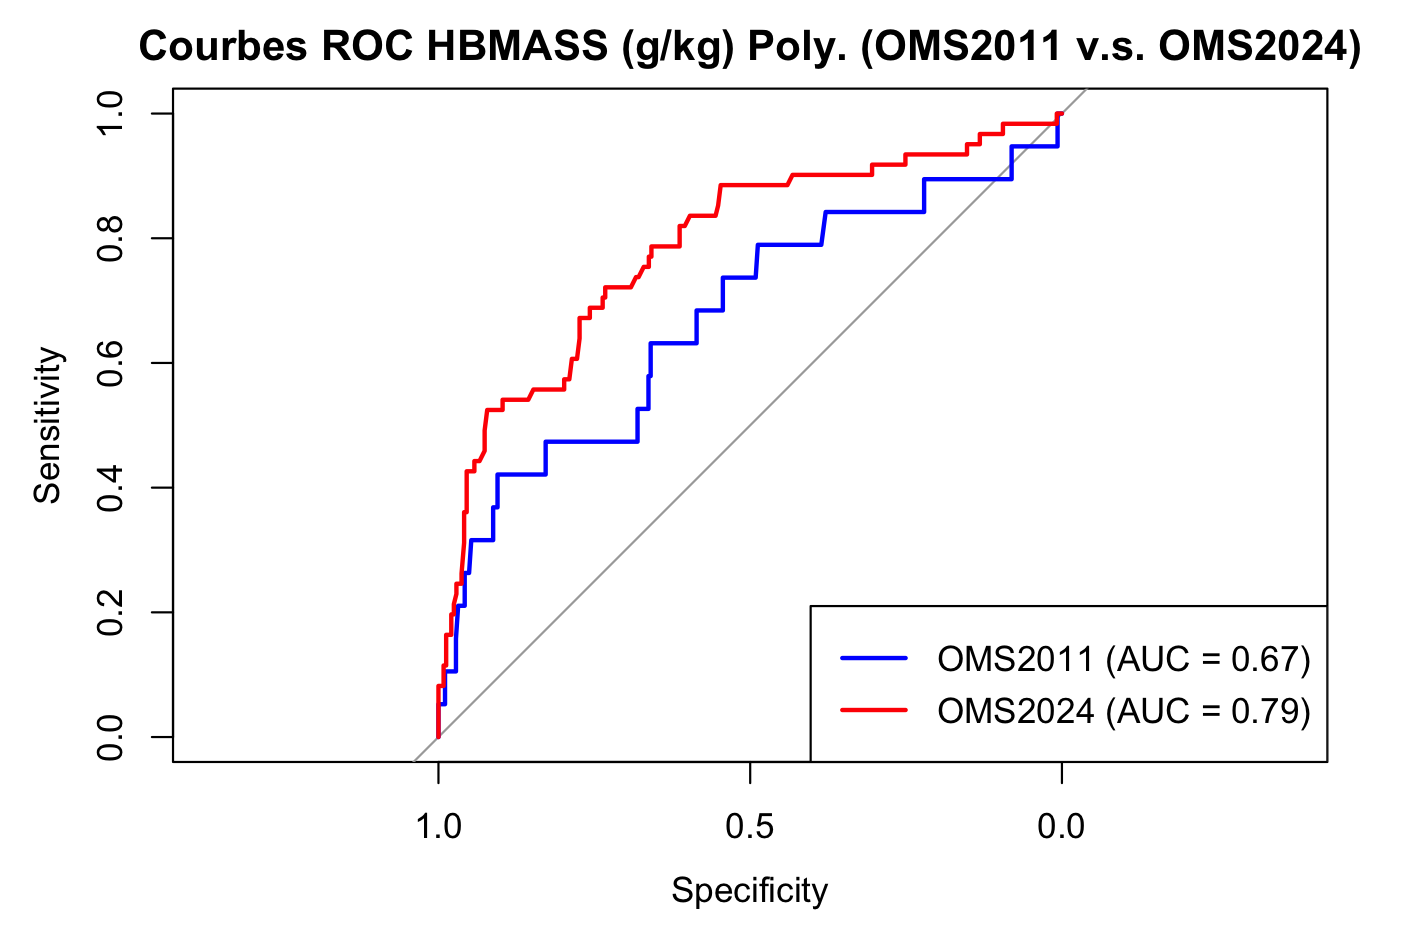 Courbes ROC HBMASS (g/kg) Poly. (OMS2011 v.s. OMS2024)
1.0
0.8
0.6
0.4
0.2
0.0
Sensitivity
OMS2011 (AUC = 0.67)
OMS2024 (AUC = 0.79)
1.0 0.5 0.0
Specificity